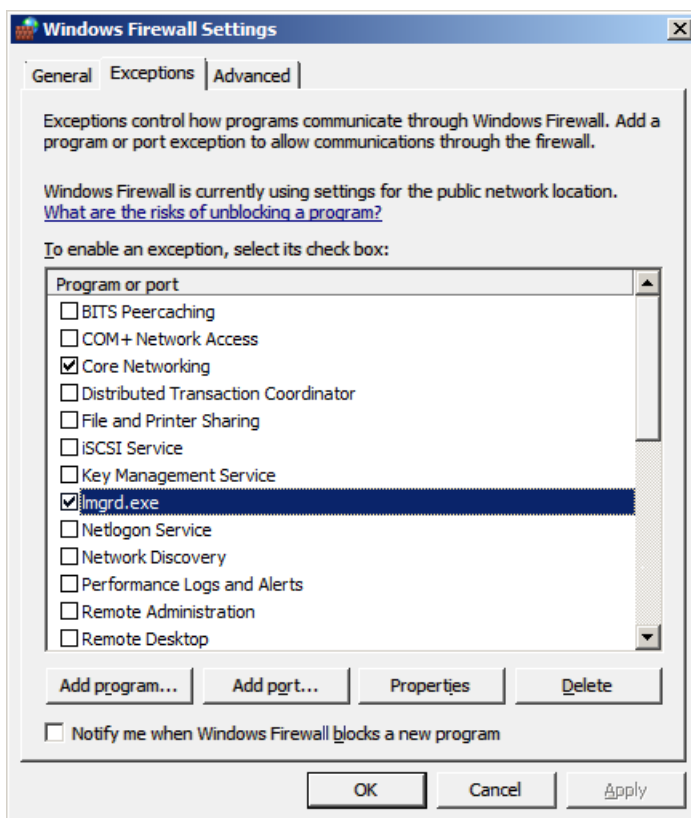 Windows Firewall Settings
General Exceptions Advanced
Exceptions control how programs communicate through Windows Firewall. Add a
program or port exception to allow communications through the firewall.
Windows Firewall is currently using settings for the public network location.
What are the risks of unblocking a program?
To enable an exception, select its check box:
Program or port
BITS Peercaching
COM+ Network Access
Core Networking
Distributed Transaction Coordinator
File and Printer Sharing
iSCSI Service
Key Management Service
lmgrd.exe
Netlogon Service
Network Discovery
Performance Logs and Alerts
Remote Administration
Remote Desktop
Add program... Add port... Properties Delete
Notify me when Windows Firewall blocks a new program
OK Cancel Apply